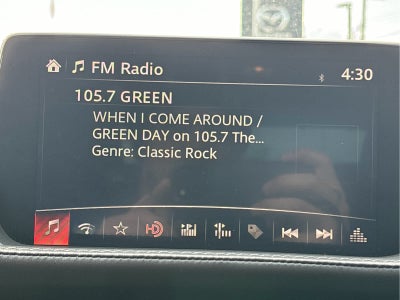 FM Radio
4:30
105.7 GREEN
WHEN I COME AROUND /
GREEN DAY on 105.7 The...
Genre: Classic Rock
HD